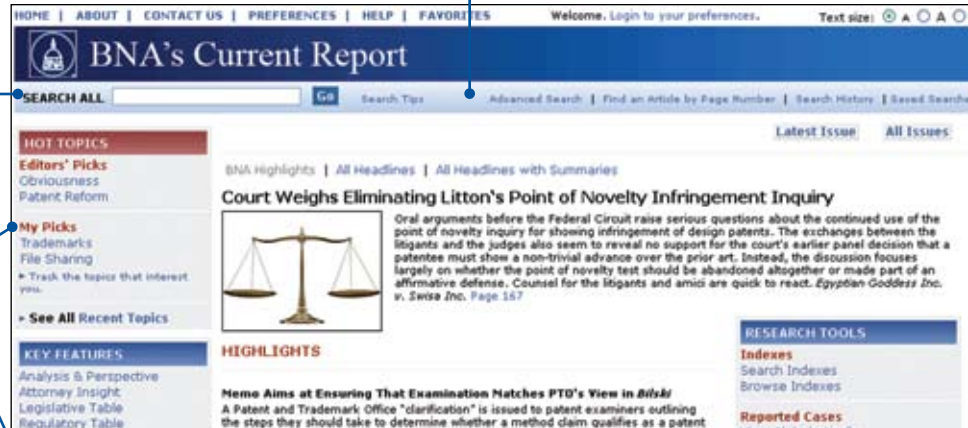 HOME | ABOUT | CONTACT US | PREFERENCES | HELP | FAVORITES Welcome. Login to your preferences. Text size: A A
BNA's Current Report
SEARCH ALL Go Search Tips Advanced Search | Find an Article by Page Number | Search History | Saved Searche
Latest Issue All Issues
HOT TOPICS
Editors' Picks
Obviousness
Patent Reform
My Picks
Trademarks
File Sharing
Track the topics that interest
you.
See All Recent Topics
KEY FEATURES
Analysis & Perspective
Attorney Insight
Legislative Table
Regulatory Table
BNA Highlights | All Headlines | All Headlines with Summaries
Court Weighs Eliminating Litton's Point of Novelty Infringement Inquiry
Oral arguments before the Federal Circuit raise serious questions about the continued use of the
point of novelty inquiry for showing infringement of design patents. The exchanges between the
litigants and the judges also seem to reveal no support for the court's earlier panel decision that a
patentee must show a non-trivial advance over the prior art. Instead, the discussion focuses
largely on whether the point of novelty test should be abandoned altogether or made part of an
affirmative defense. Counsel for the litigants and amici are quick to react. Egyptian Goddess Inc.
v. Swisa Inc. Page 167
HIGHLIGHTS
Memo Aims at Ensuring That Examination Matches PTO's View in Bilski
A Patent and Trademark Office "clarification" is issued to patent examiners outlining
the steps they should take to determine whether a method claim qualifies as a patent
RESEARCH TOOLS
Indexes
Search Indexes
Browse Indexes
Reported Cases